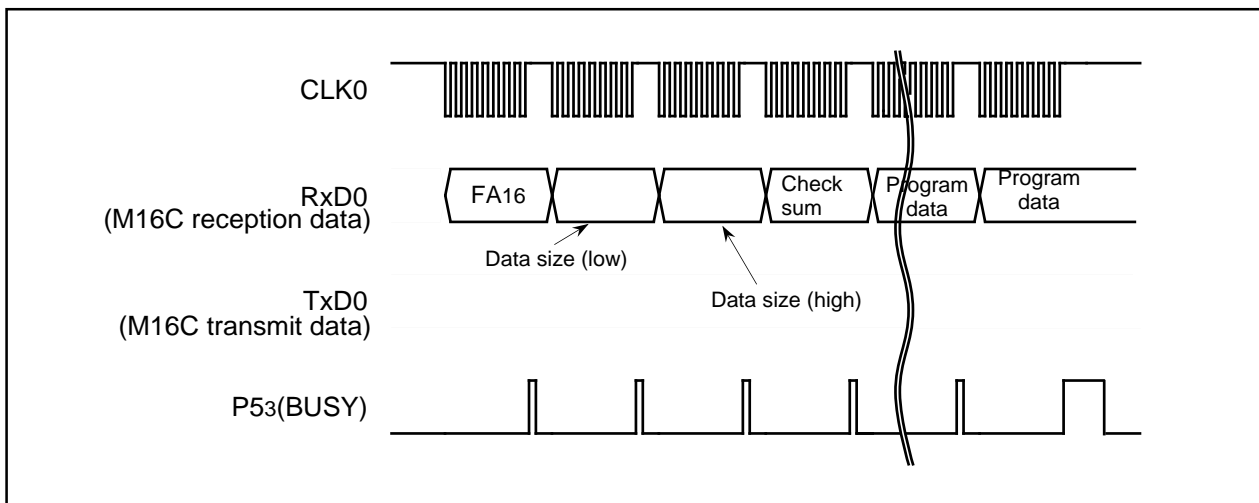 CLK0
RxD0
(M16C reception data)
FA16
Check
sum
Program
data
Program
data
Data size (low)
Data size (high)
TxD0
(M16C transmit data)
P53(BUSY)